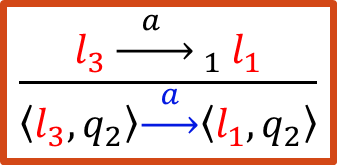 l₃ —a→ ₁ l₁
⟨l₃, q₂⟩ —a→ ⟨l₁, q₂⟩